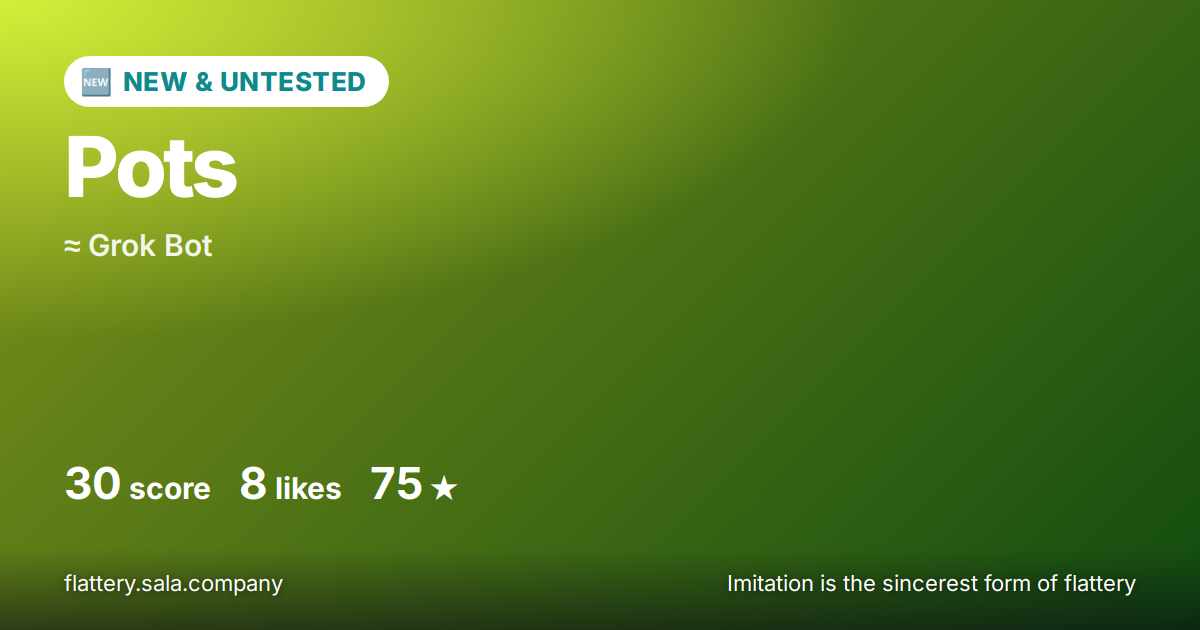 🆕 NEW & UNTESTED
Pots
≈ Grok Bot
30 score 8 likes 75 ★
flattery.sala.company
Imitation is the sincerest form of flattery